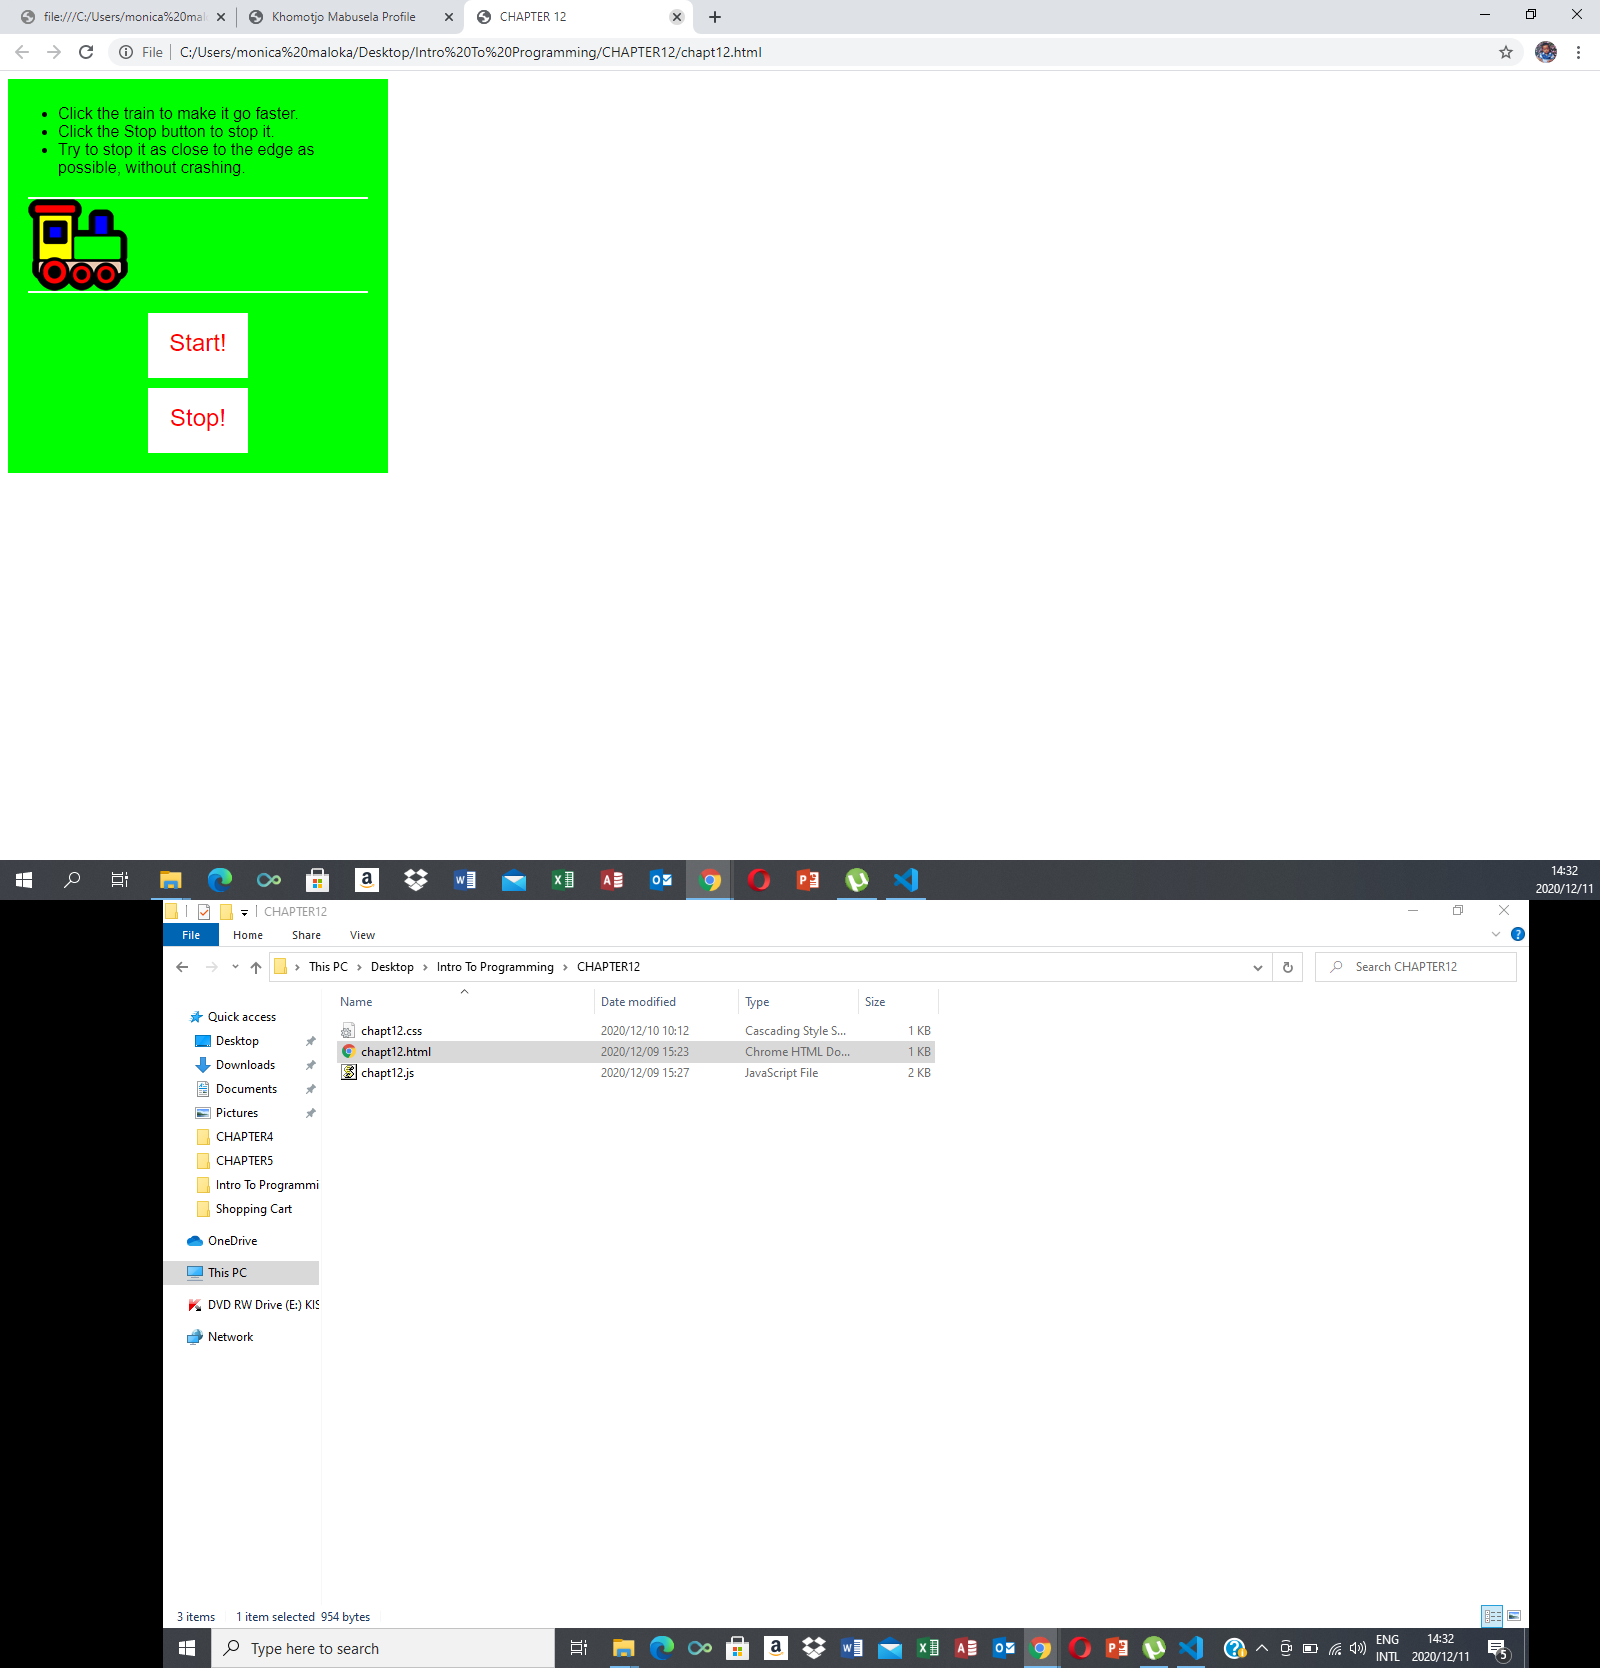 file:///C:/Users/monica%20mal
Khomotjo Mabusela Profile
CHAPTER 12
File
C:/Users/monica%20maloka/Desktop/Intro%20To%20Programming/CHAPTER12/chapt12.html
Click the train to make it go faster.
Click the Stop button to stop it.
Try to stop it as close to the edge as
possible, without crashing.
Start!
Stop!
14:32
2020/12/11
CHAPTER12
File Home Share View
This PC > Desktop > Intro To Programming > CHAPTER12
Search CHAPTER12
Name Date modified Type Size
Quick access
Desktop
Downloads
Documents
Pictures
CHAPTER4
CHAPTER5
Intro To Programmi
Shopping Cart
OneDrive
This PC
DVD RW Drive (E:) KIS
Network
chapt12.css 2020/12/10 10:12 Cascading Style S... 1 KB
chapt12.html 2020/12/09 15:23 Chrome HTML Do... 1 KB
chapt12.js 2020/12/09 15:27 JavaScript File 2 KB
3 items 1 item selected 954 bytes
Type here to search
ENG
INTL
14:32
2020/12/11
5